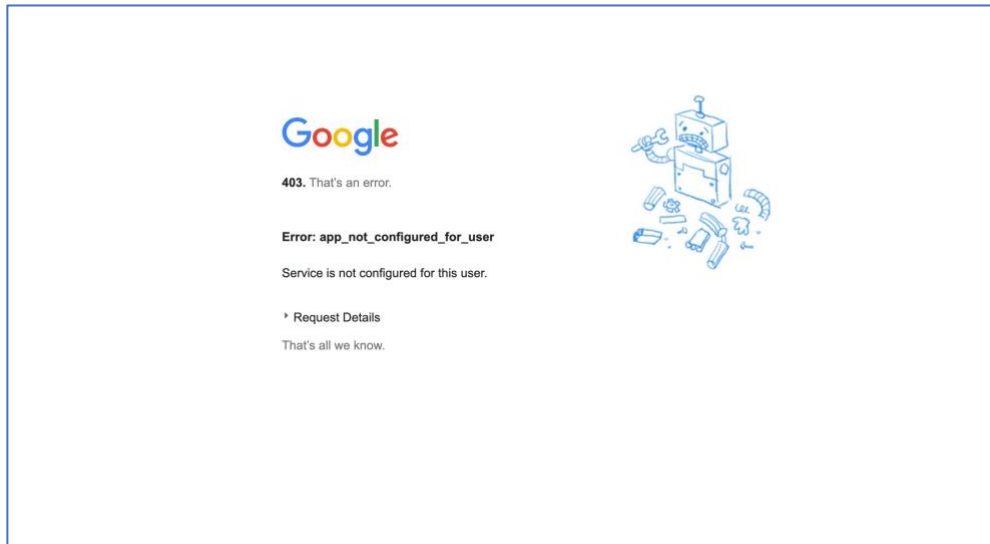 Google
403. That's an error.
Error: app_not_configured_for_user
Service is not configured for this user.
Request Details
That's all we know.